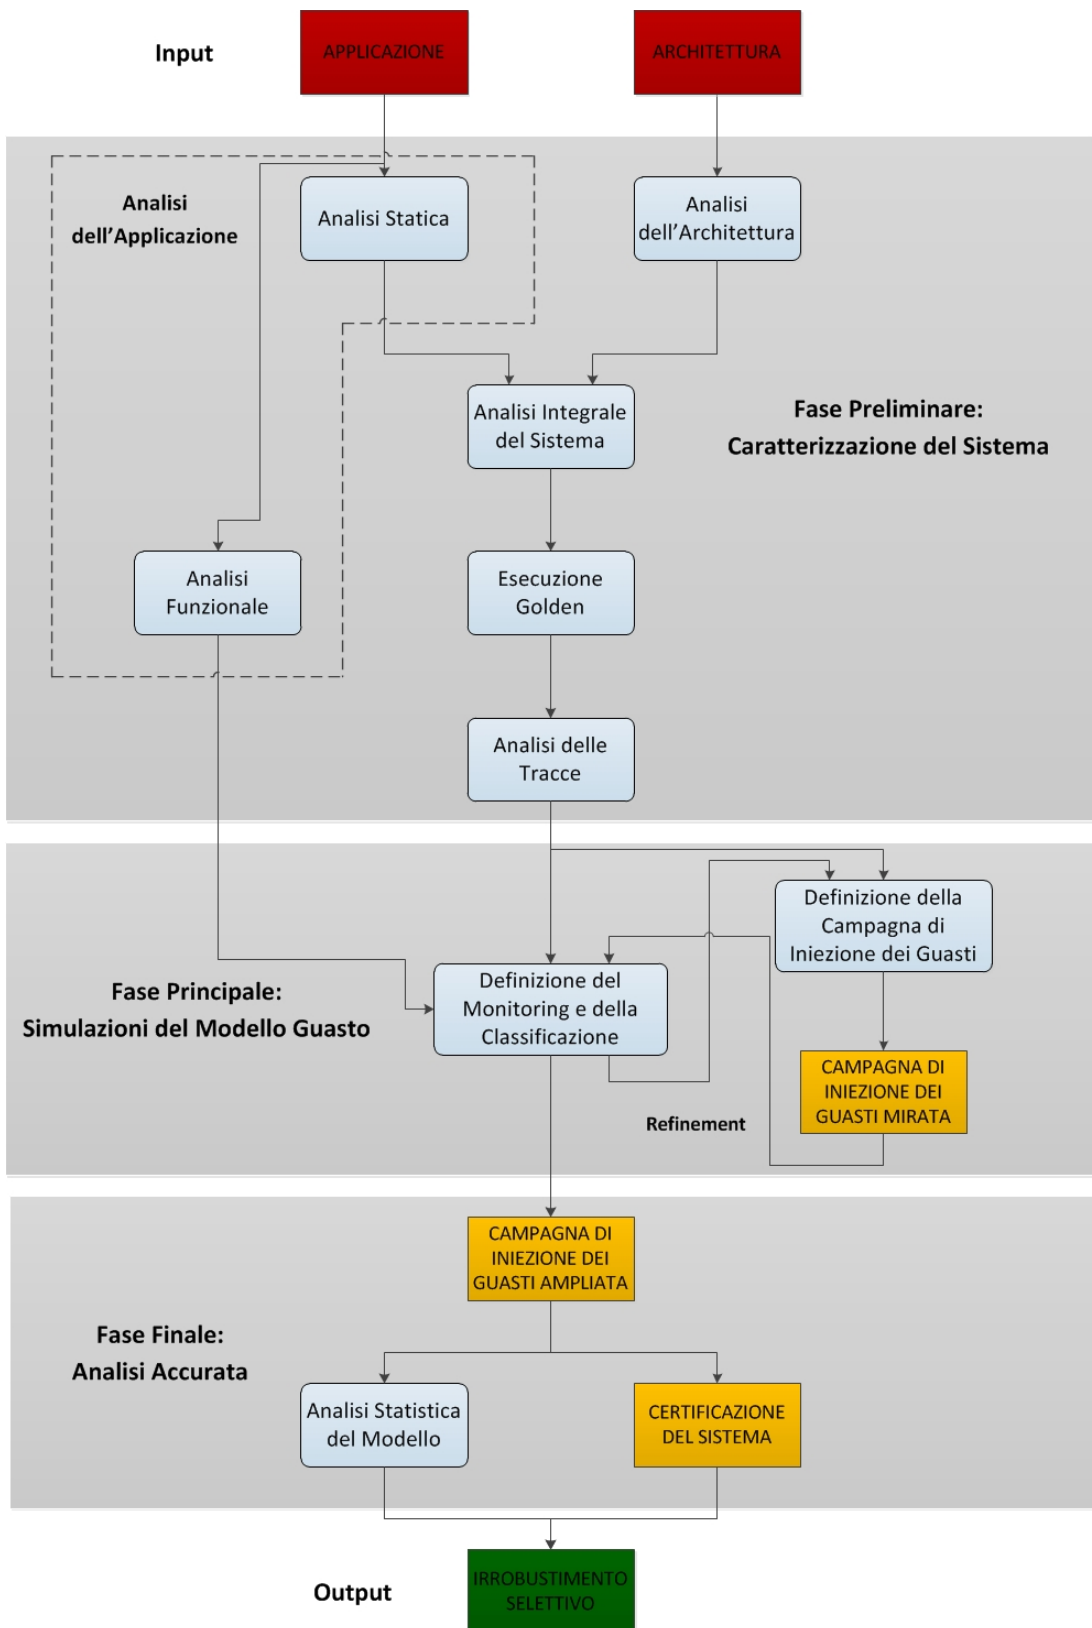 Input
APPLICAZIONE
ARCHITETTURA
Analisi
dell'Applicazione
Analisi Statica
Analisi
dell'Architettura
Analisi Integrale
del Sistema
Fase Preliminare:
Caratterizzazione del Sistema
Analisi
Funzionale
Esecuzione
Golden
Analisi delle
Tracce
Definizione della
Campagna di
Iniezione dei Guasti
Fase Principale:
Simulazioni del Modello Guasto
Definizione del
Monitoring e della
Classificazione
CAMPAGNA DI
INIEZIONE DEI
GUASTI MIRATA
Refinement
CAMPAGNA DI
INIEZIONE DEI
GUASTI AMPLIATA
Fase Finale:
Analisi Accurata
Analisi Statistica
del Modello
CERTIFICAZIONE
DEL SISTEMA
Output
IRROBUSTIMENTO
SELETTIVO